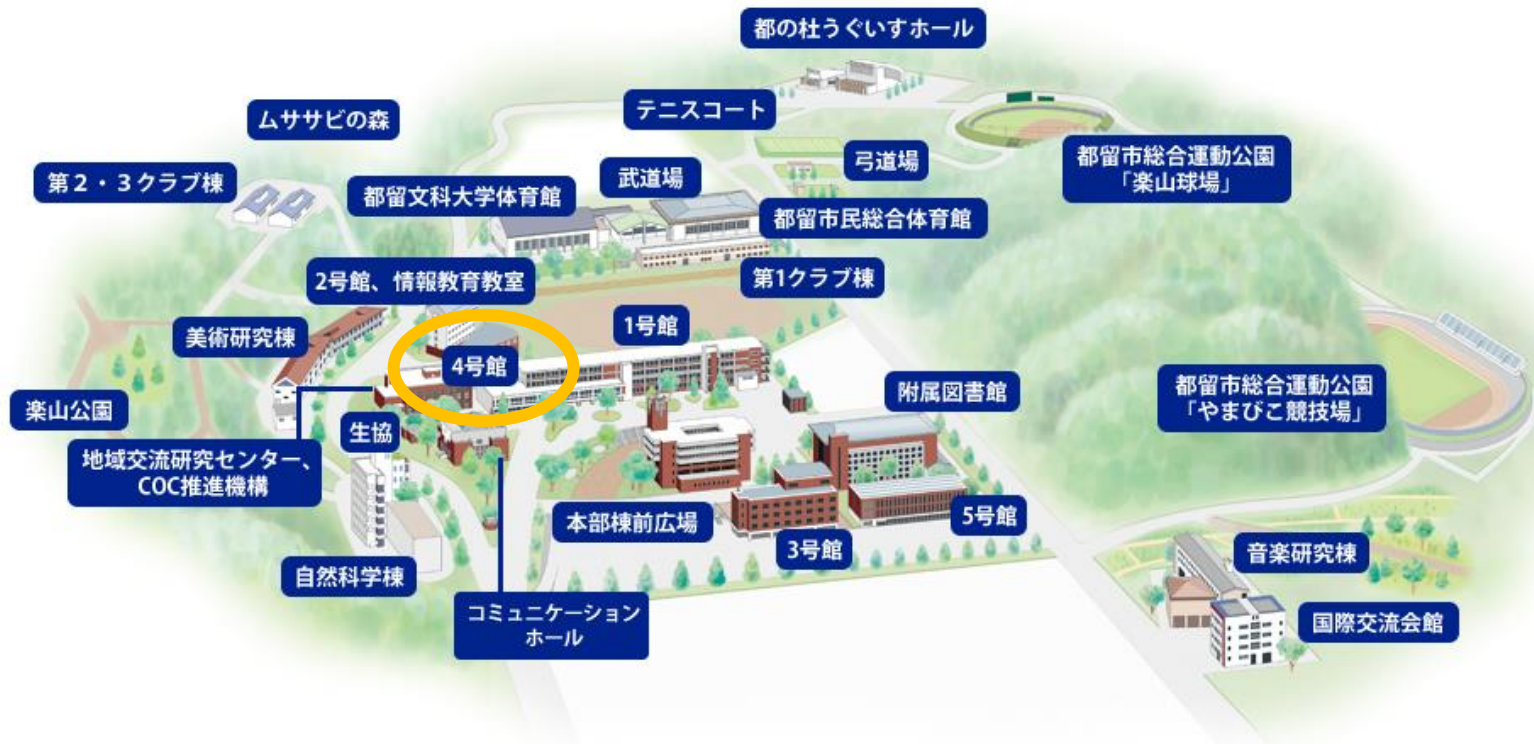 都の杜うぐいすホール
テニスコート
ムササビの森
都留市総合運動公園
「楽山球場」
弓道場
武道場
第２・３クラブ棟
都留文科大学体育館
都留市民総合体育館
2号館、情報教育教室
第1クラブ棟
1号館
美術研究棟
4号館
附属図書館
都留市総合運動公園
「やまびこ競技場」
楽山公園
生協
地域交流研究センター、
COC推進機構
本部棟前広場
5号館
3号館
音楽研究棟
自然科学棟
コミュニケーション
ホール
国際交流会館